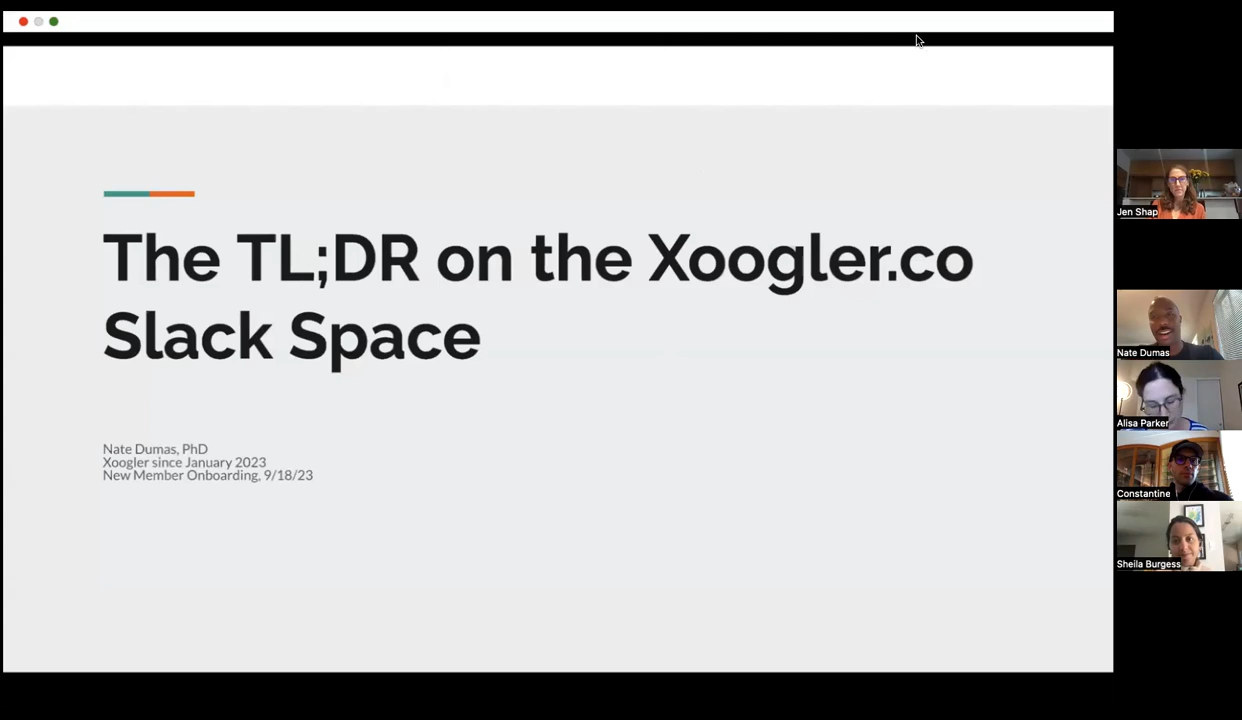 The TL;DR on the Xoogler.co
Slack Space
Nate Dumas, PhD
Xoogler since January 2023
New Member Onboarding, 9/18/23
Jen Shap
Nate Dumas
Alisa Parker
Constantine
Sheila Burgess